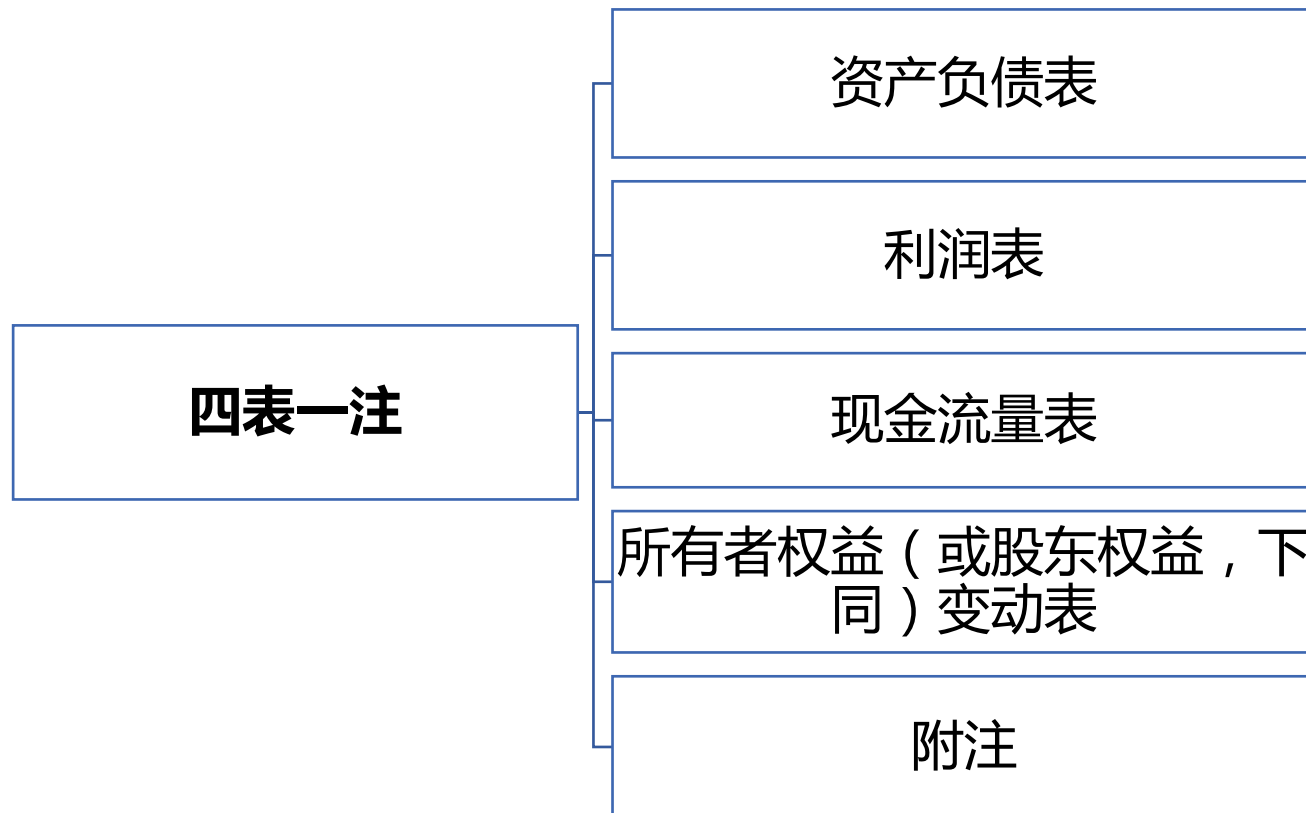 四表一注
资产负债表
利润表
现金流量表
所有者权益（或股东权益，下
同）变动表
附注